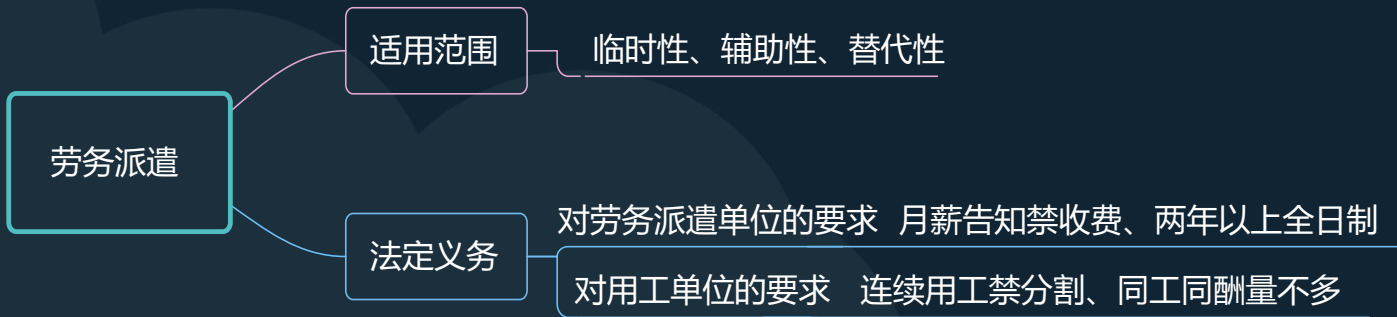 适用范围
临时性、辅助性、替代性
劳务派遣
法定义务
对劳务派遣单位的要求 月薪告知禁收费、两年以上全日制
对用工单位的要求 连续用工禁分割、同工同酬量不多